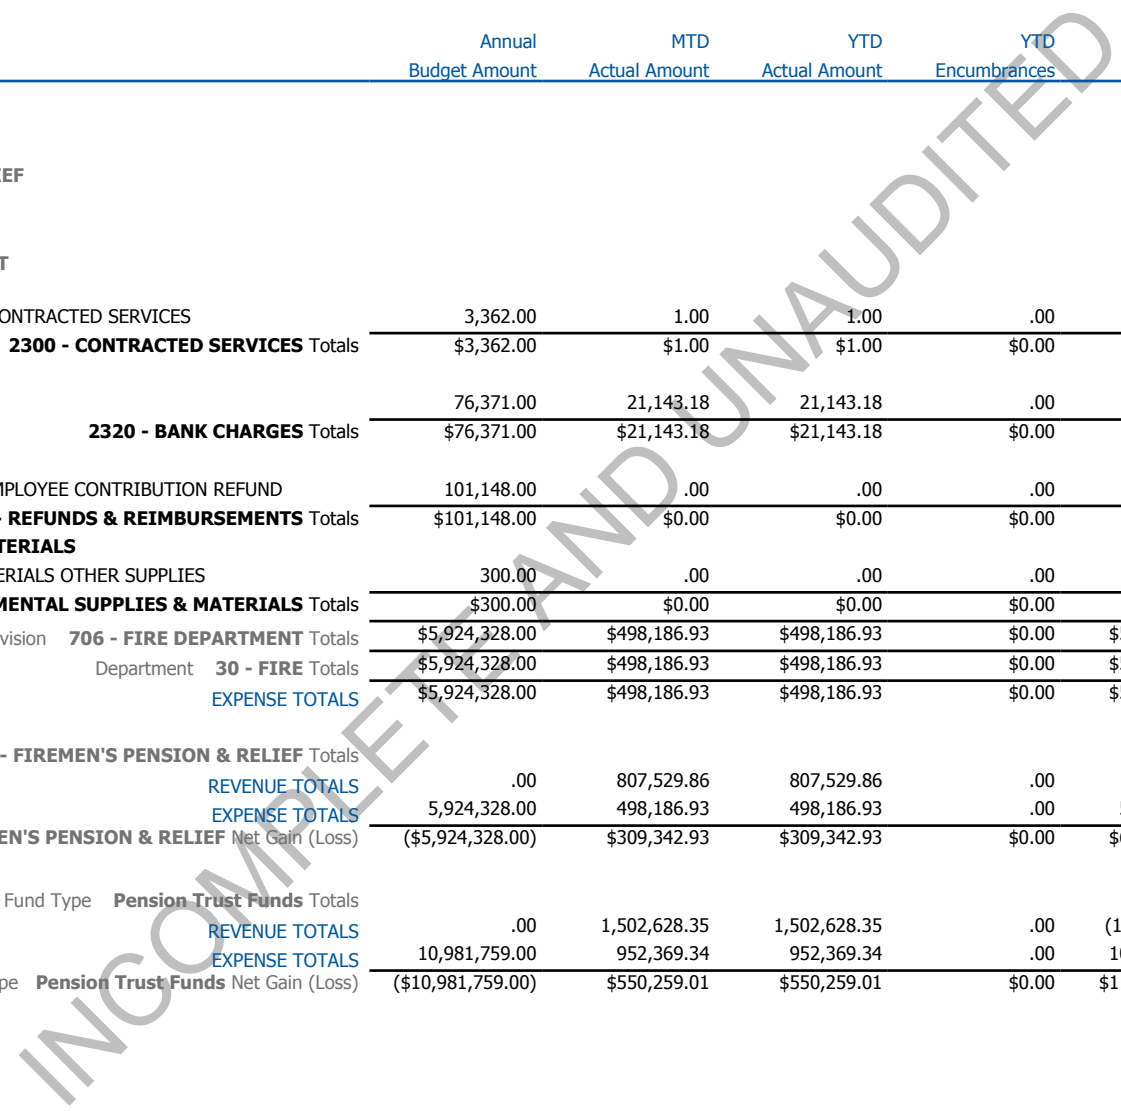 Annual MTD YTD YTD
Budget Amount Actual Amount Actual Amount Encumbrances
IEF
T
ONTRACTED SERVICES 3,362.00 1.00 1.00 .00
2300 - CONTRACTED SERVICES Totals $3,362.00 $1.00 $1.00 $0.00
76,371.00 21,143.18 21,143.18 .00
2320 - BANK CHARGES Totals $76,371.00 $21,143.18 $21,143.18 $0.00
MPLOYEE CONTRIBUTION REFUND 101,148.00 .00 .00 .00
- REFUNDS & REIMBURSEMENTS Totals $101,148.00 $0.00 $0.00 $0.00
TERIALS
ERIALS OTHER SUPPLIES 300.00 .00 .00 .00
MENTAL SUPPLIES & MATERIALS Totals $300.00 $0.00 $0.00 $0.00
vision 706 - FIRE DEPARTMENT Totals $5,924,328.00 $498,186.93 $498,186.93 $0.00 $5
Department 30 - FIRE Totals $5,924,328.00 $498,186.93 $498,186.93 $0.00 $5
EXPENSE TOTALS $5,924,328.00 $498,186.93 $498,186.93 $0.00 $5
- FIREMEN'S PENSION & RELIEF Totals
REVENUE TOTALS .00 807,529.86 807,529.86 .00
EXPENSE TOTALS 5,924,328.00 498,186.93 498,186.93 .00
EN'S PENSION & RELIEF Net Gain (Loss) ($5,924,328.00) $309,342.93 $309,342.93 $0.00 $6
Fund Type Pension Trust Funds Totals
REVENUE TOTALS .00 1,502,628.35 1,502,628.35 .00 (1
EXPENSE TOTALS 10,981,759.00 952,369.34 952,369.34 .00 10
pe Pension Trust Funds Net Gain (Loss) ($10,981,759.00) $550,259.01 $550,259.01 $0.00 $1
INCOMPLETE AND UNAUDITED